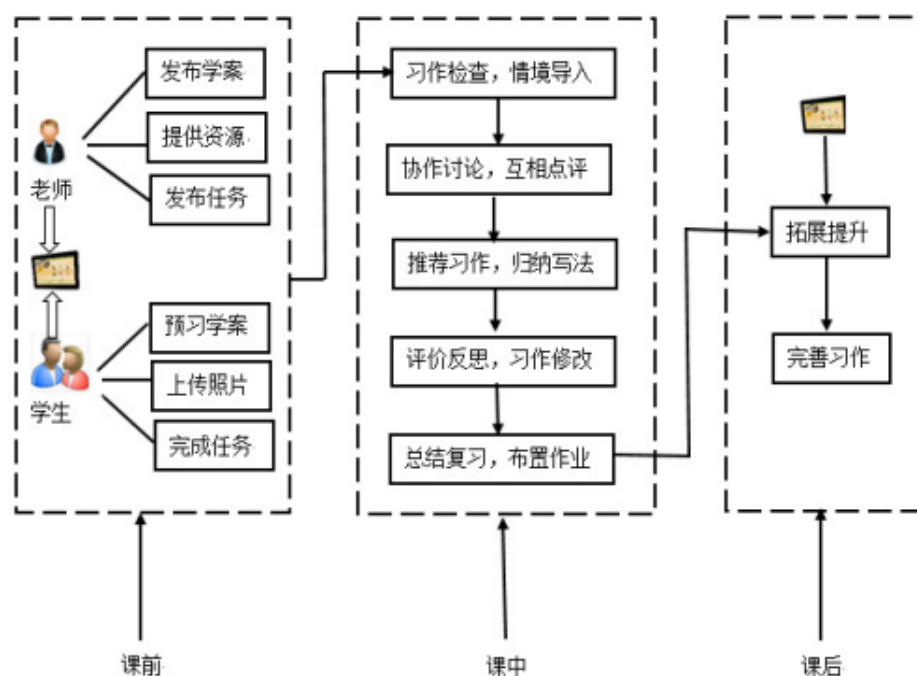 发布学案
提供资源
发布任务
老师
预习学案
上传照片
完成任务
学生
习作检查，情境导入
协作讨论，互相点评
推荐习作，归纳写法
评价反思，习作修改
总结复习，布置作业
拓展提升
完善习作
课前
课中
课后